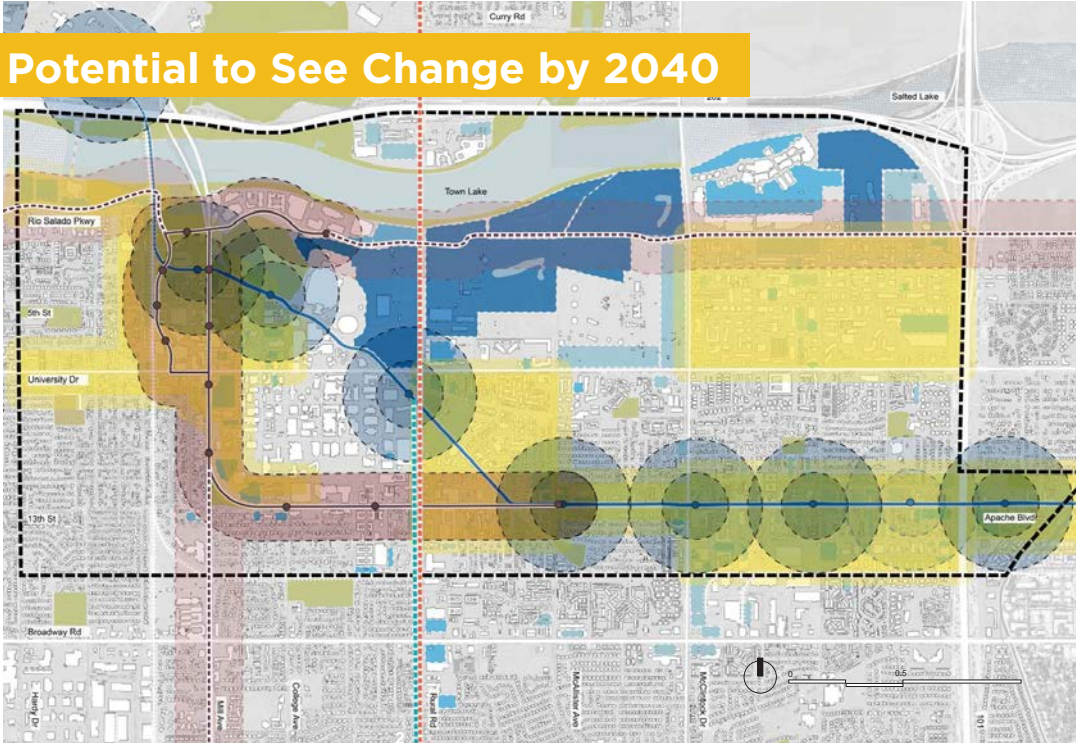 Curry Rd
Potential to See Change by 2040
202
Salted Lake
Town Lake
Rio Salado Pkwy
5th St
University Dr
13th St
Apache Blvd
Broadway Rd
0
0.5
Hardy Dr
Mill Ave
College Ave
Rural Rd
McAllister Ave
McClintock Dr
101
2